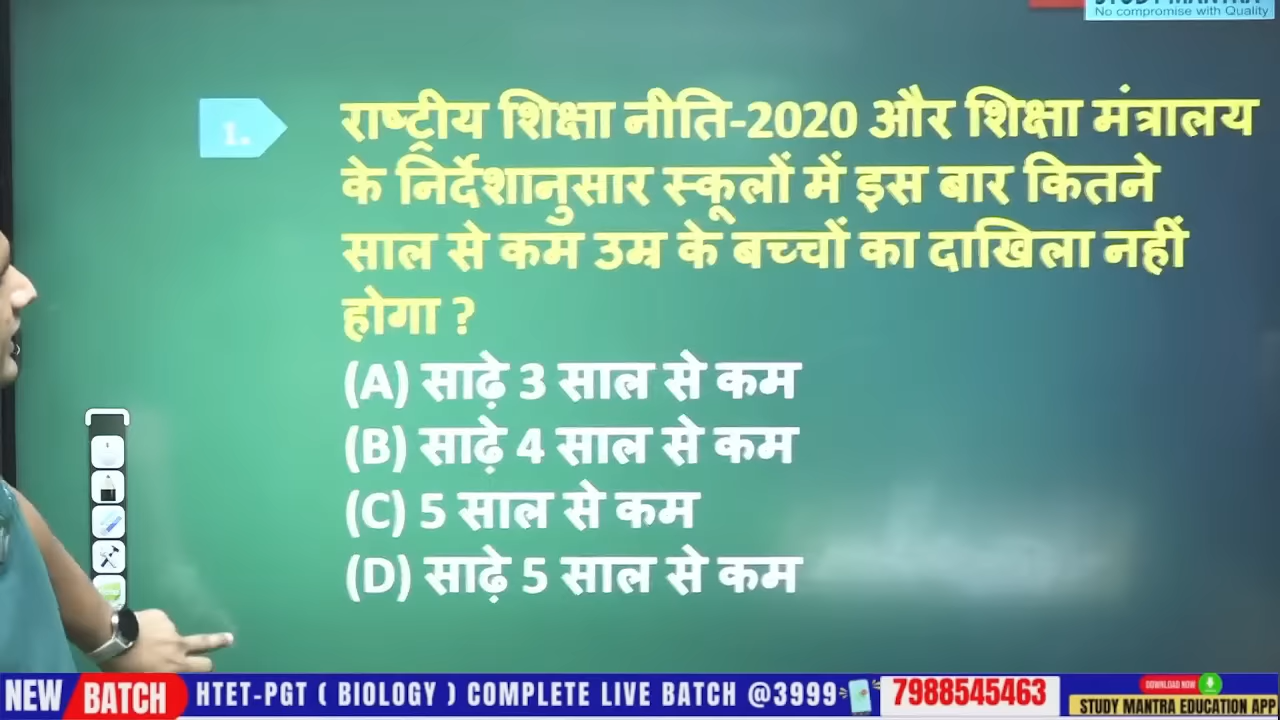 No compromise with Quality
1.
राष्ट्रीय शिक्षा नीति-2020 और शिक्षा मंत्रालय
के निर्देशानुसार स्कूलों में इस बार कितने
साल से कम उम्र के बच्चों का दाखिला नहीं
होगा ?
(A) साढ़े 3 साल से कम
(B) साढ़े 4 साल से कम
(C) 5 साल से कम
(D) साढ़े 5 साल से कम
NEW BATCH HTET-PGT ( BIOLOGY ) COMPLETE LIVE BATCH @3999 7988545463
DOWNLOAD NOW
STUDY MANTRA EDUCATION APP